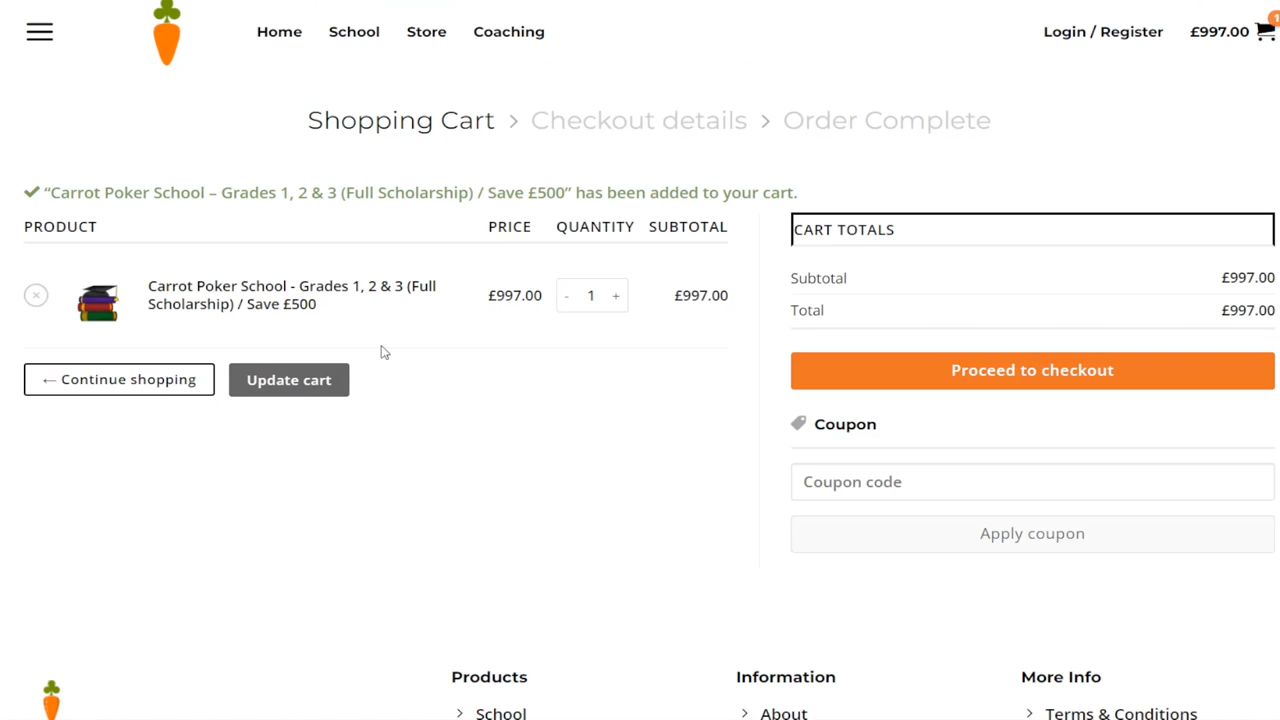 Home School Store Coaching Login / Register £997.00 1
Shopping Cart > Checkout details > Order Complete
“Carrot Poker School – Grades 1, 2 & 3 (Full Scholarship) / Save £500” has been added to your cart.
PRODUCT PRICE QUANTITY SUBTOTAL
× Carrot Poker School - Grades 1, 2 & 3 (Full
Scholarship) / Save £500
£997.00 - 1 + £997.00
← Continue shopping Update cart
CART TOTALS
Subtotal £997.00
Total £997.00
Proceed to checkout
Coupon
Coupon code
Apply coupon
Products
> School
Information
> About
More Info
> Terms & Conditions